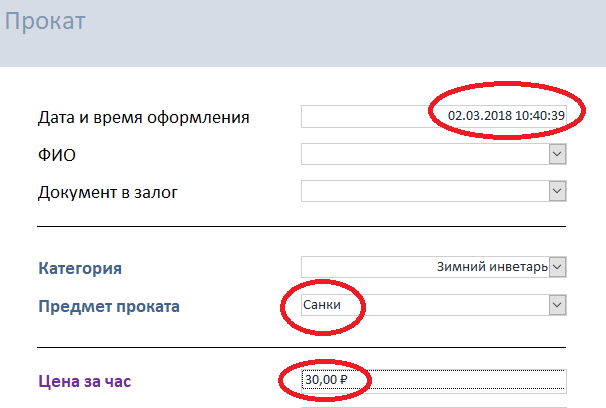 Прокат
Дата и время оформления 02.03.2018 10:40:39
ФИО
Документ в залог
Категория Зимний инветарь
Предмет проката Санки
Цена за час 30,00 ₽